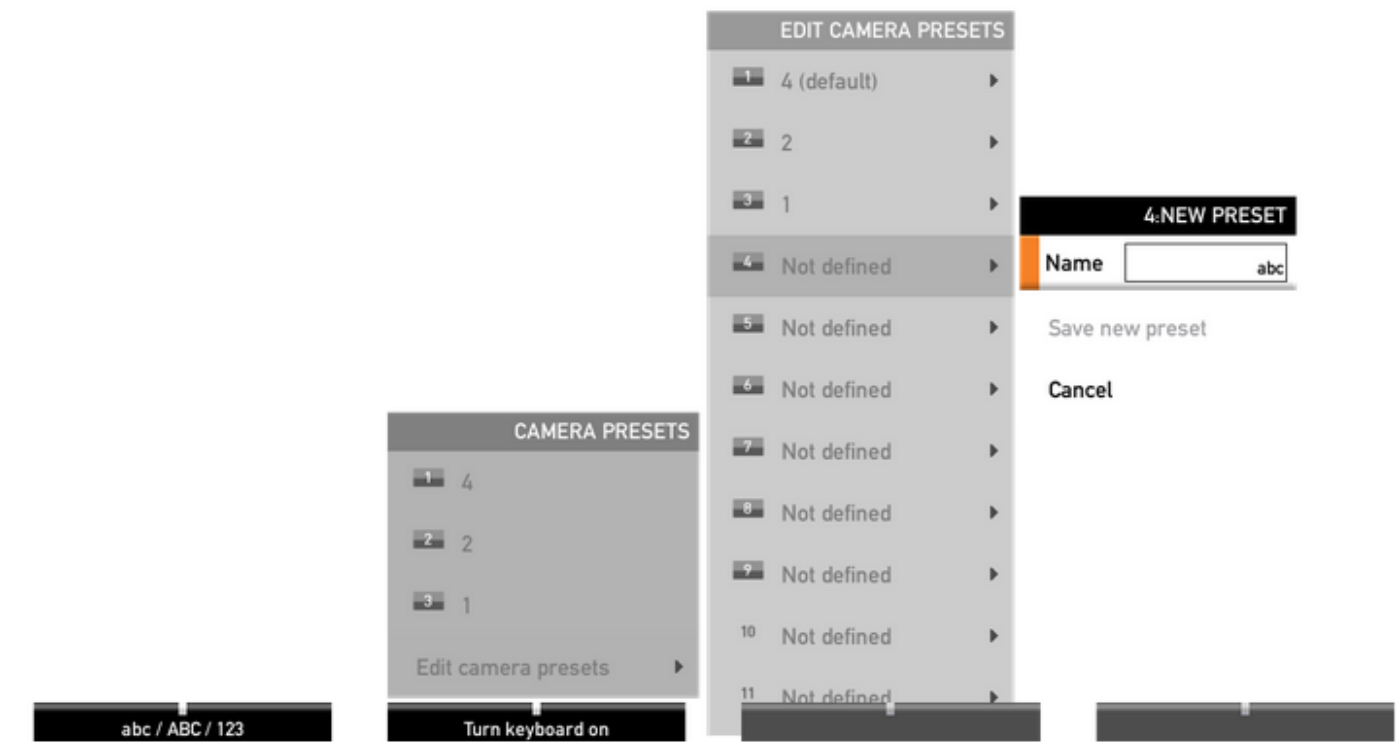 EDIT CAMERA PRESETS
1 4 (default)
2 2
3 1
4 Not defined
5 Not defined
6 Not defined
7 Not defined
8 Not defined
9 Not defined
10 Not defined
11 Not defined
4:NEW PRESET
Name abc
Save new preset
Cancel
CAMERA PRESETS
1 4
2 2
3 1
Edit camera presets
abc / ABC / 123
Turn keyboard on